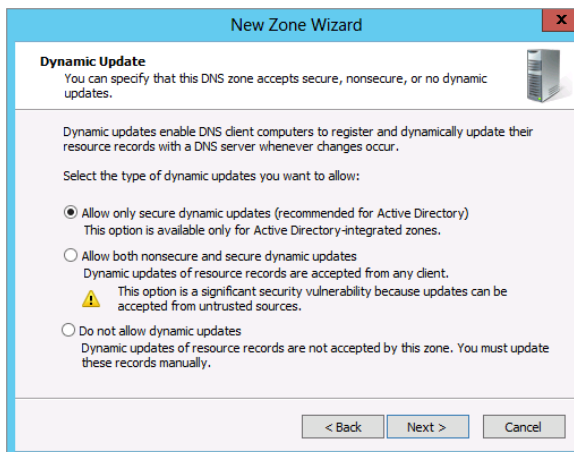 New Zone Wizard
x
Dynamic Update
You can specify that this DNS zone accepts secure, nonsecure, or no dynamic
updates.
Dynamic updates enable DNS client computers to register and dynamically update their
resource records with a DNS server whenever changes occur.
Select the type of dynamic updates you want to allow:
Allow only secure dynamic updates (recommended for Active Directory)
This option is available only for Active Directory-integrated zones.
Allow both nonsecure and secure dynamic updates
Dynamic updates of resource records are accepted from any client.
This option is a significant security vulnerability because updates can be
accepted from untrusted sources.
Do not allow dynamic updates
Dynamic updates of resource records are not accepted by this zone. You must update
these records manually.
< Back Next > Cancel